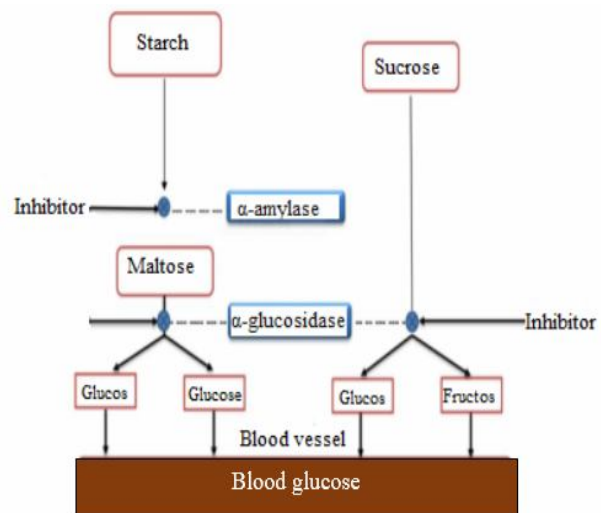 Starch
Sucrose
Inhibitor
α-amylase
Maltose
α-glucosidase
Inhibitor
Glucos
Glucose
Glucos
Fructos
Blood vessel
Blood glucose